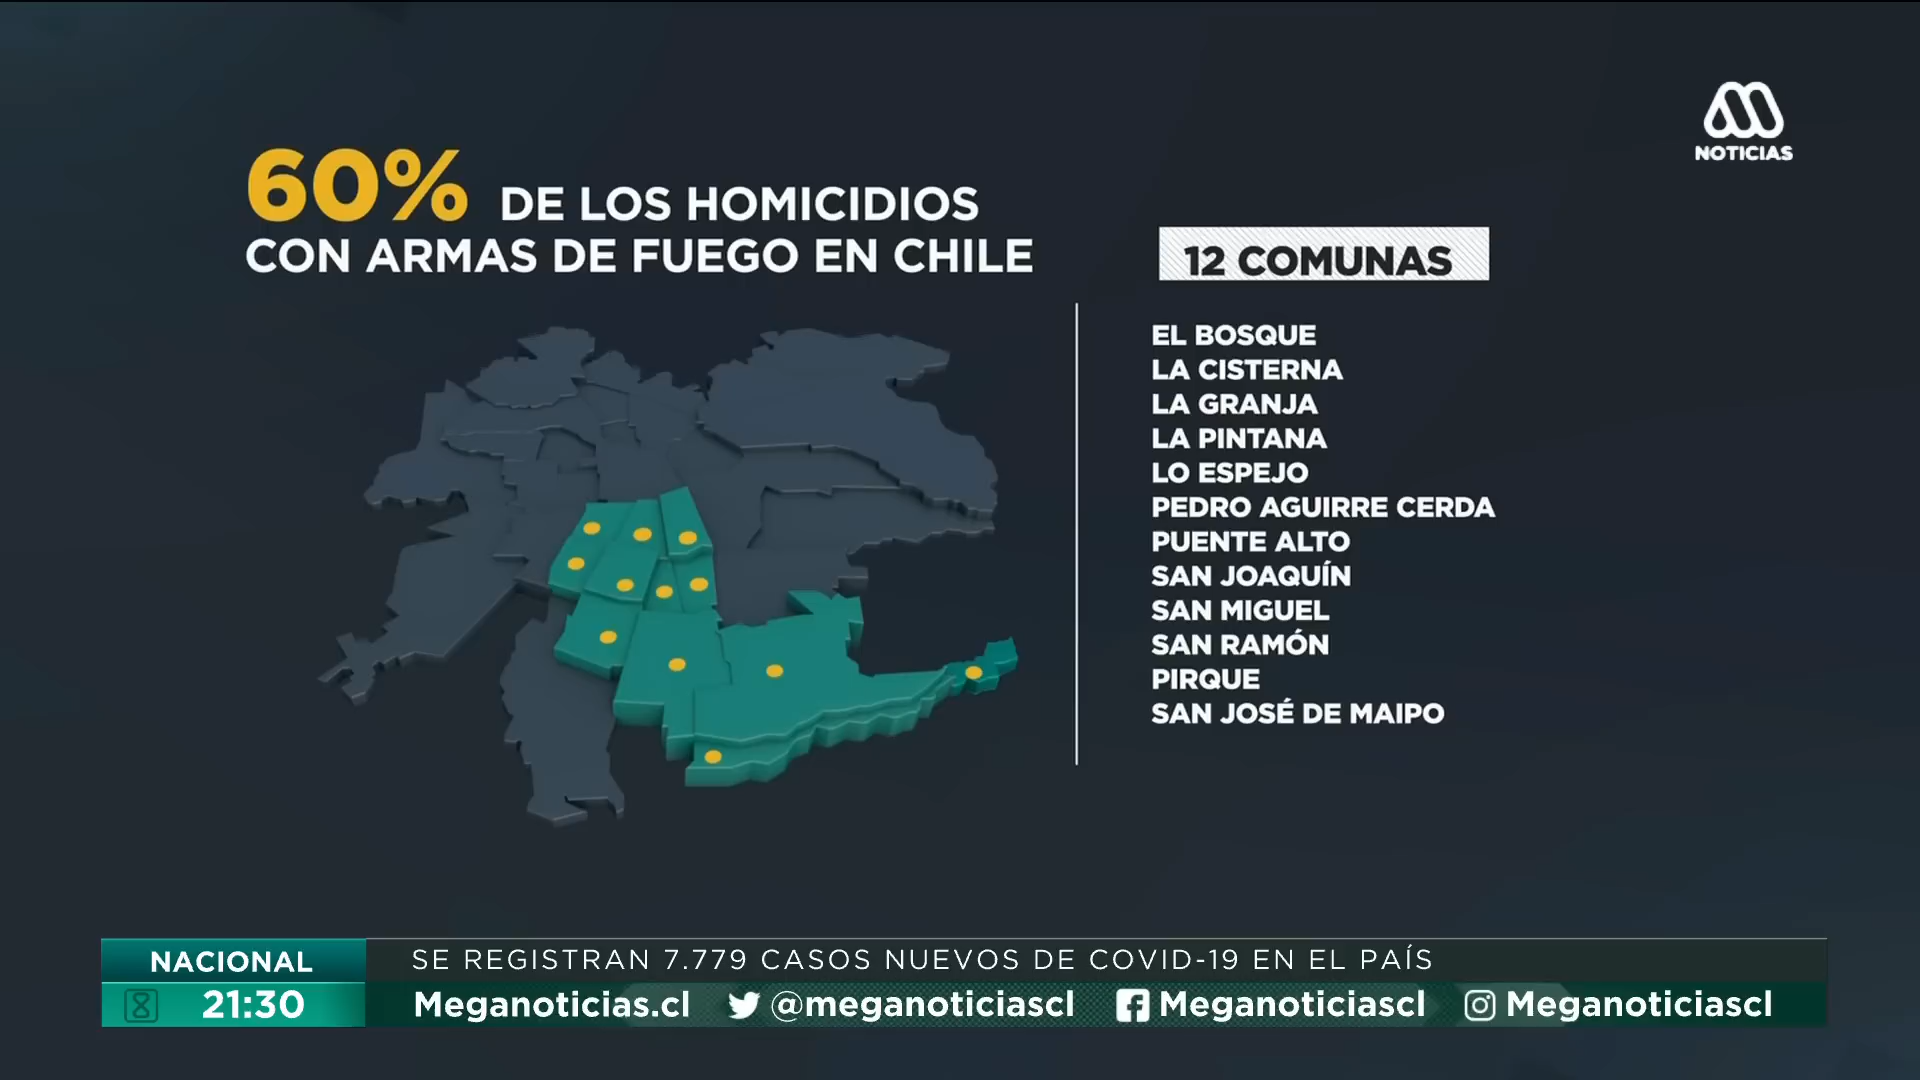 NOTICIAS
60% DE LOS HOMICIDIOS
CON ARMAS DE FUEGO EN CHILE
12 COMUNAS
EL BOSQUE
LA CISTERNA
LA GRANJA
LA PINTANA
LO ESPEJO
PEDRO AGUIRRE CERDA
PUENTE ALTO
SAN JOAQUÍN
SAN MIGUEL
SAN RAMÓN
PIRQUE
SAN JOSÉ DE MAIPO
NACIONAL
SE REGISTRAN 7.779 CASOS NUEVOS DE COVID-19 EN EL PAÍS
21:30
Meganoticias.cl @meganoticiascl Meganoticiascl Meganoticiascl